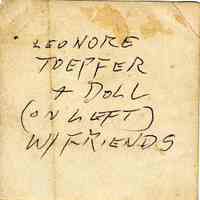 LEONORE
TOEPFER
A DOLL
(ON LEFT)
W/ FRIENDS